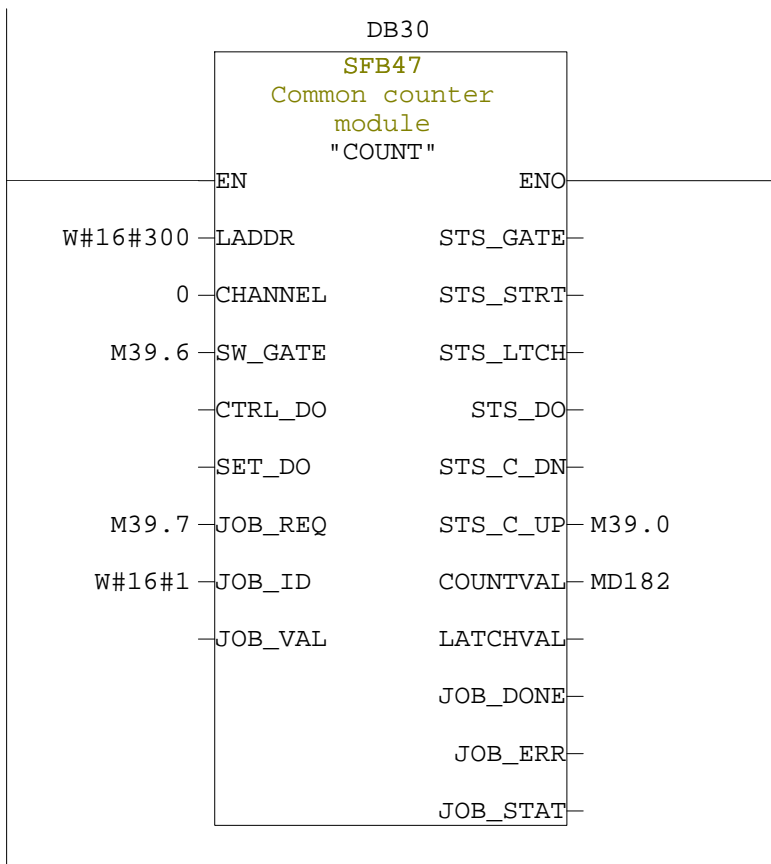 DB30
SFB47
Common counter
module
"COUNT"
EN ENO
W#16#300 LADDR STS_GATE
0 CHANNEL STS_STRT
M39.6 SW_GATE STS_LTCH
CTRL_DO STS_DO
SET_DO STS_C_DN
M39.7 JOB_REQ STS_C_UP M39.0
W#16#1 JOB_ID COUNTVAL MD182
JOB_VAL LATCHVAL
JOB_DONE
JOB_ERR
JOB_STAT